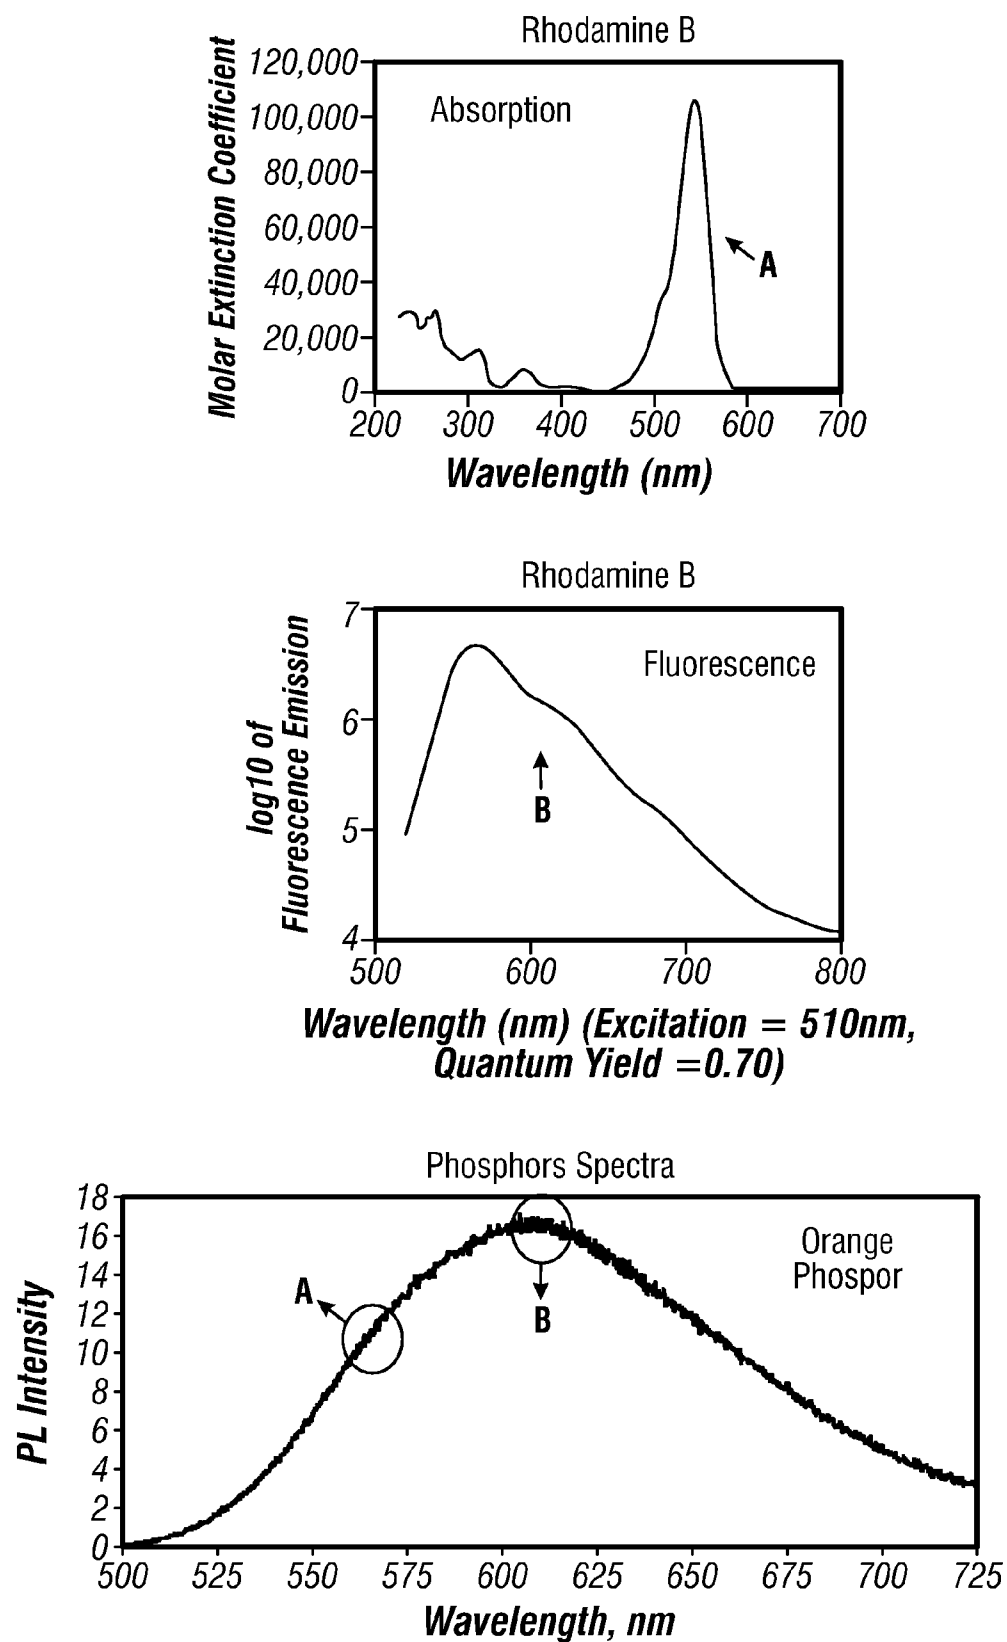 Rhodamine B
Molar Extinction Coefficient
120,000
100,000
80,000
60,000
40,000
20,000
0
Absorption
A
200 300 400 500 600 700
Wavelength (nm)
Rhodamine B
log10 of
Fluorescence Emission
7
6
5
4
Fluorescence
B
500 600 700 800
Wavelength (nm) (Excitation = 510nm,
Quantum Yield =0.70)
Phosphors Spectra
PL Intensity
18
16
14
12
10
8
6
4
2
0
Orange
Phospor
A
B
500 525 550 575 600 625 650 675 700 725
Wavelength, nm